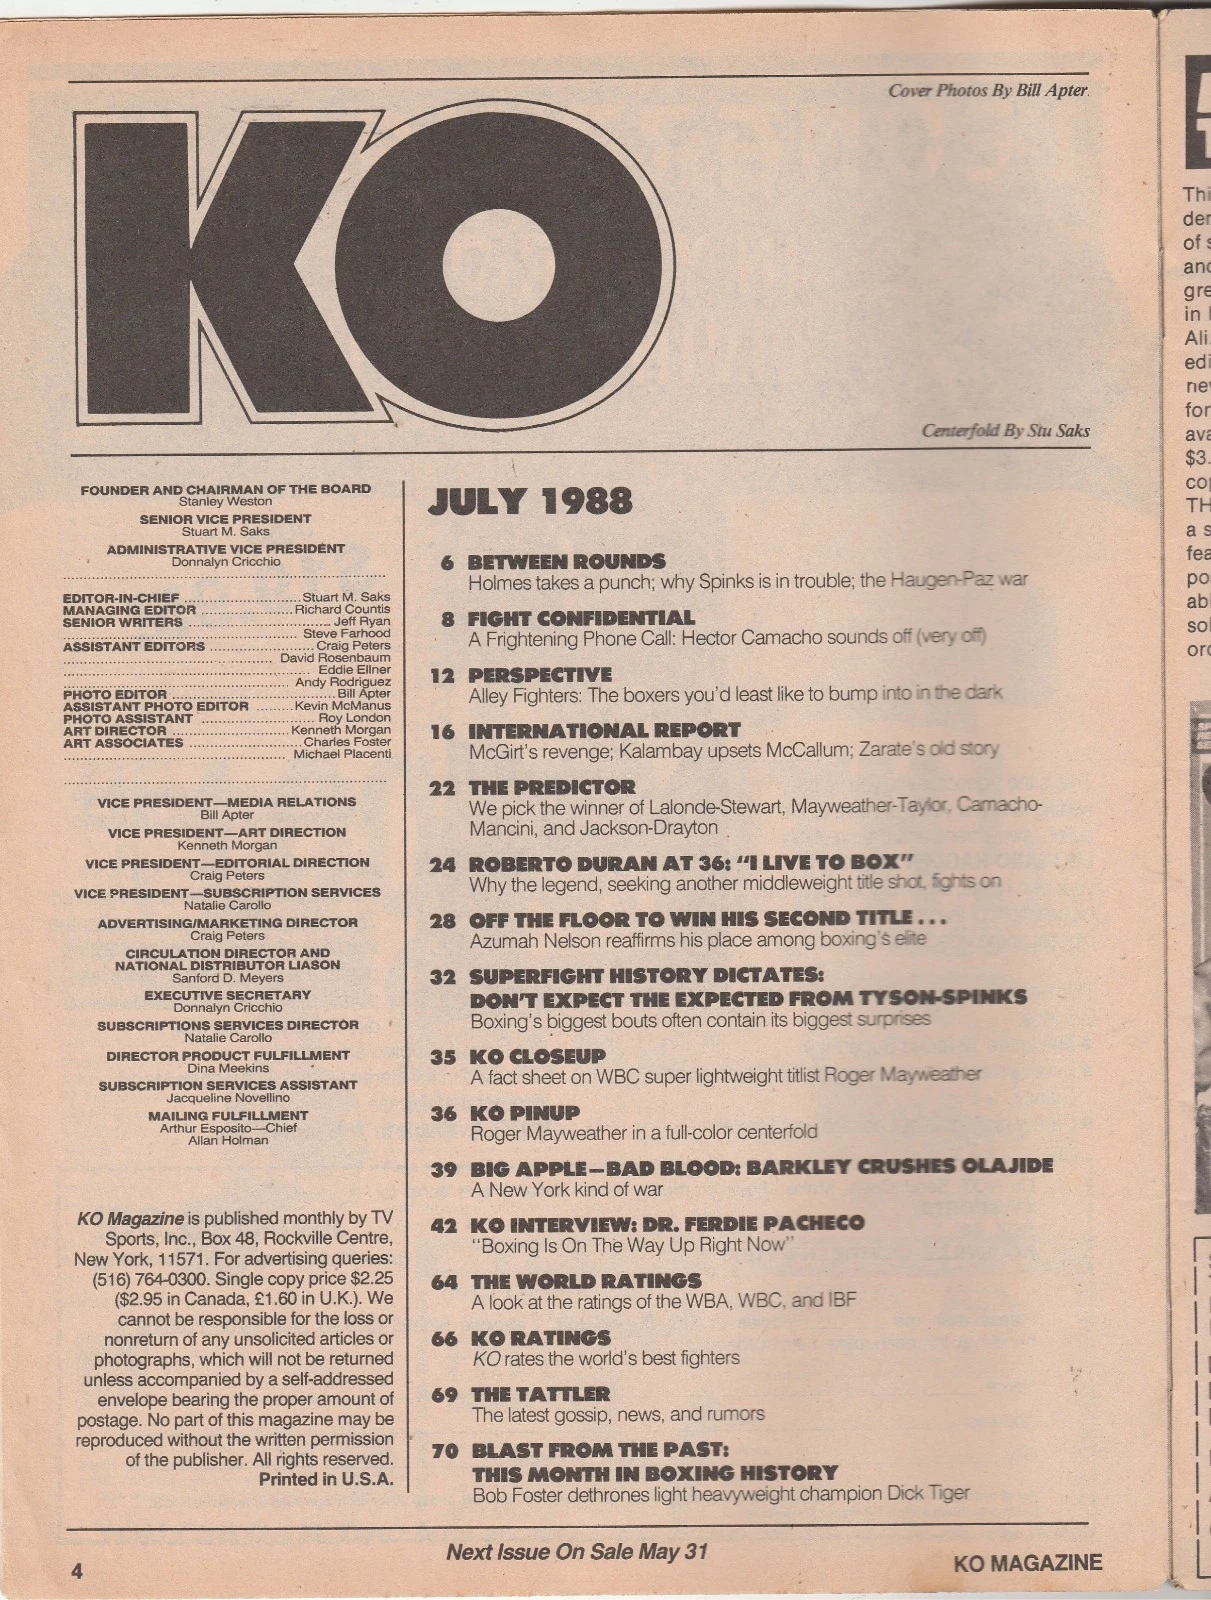 Cover Photos By Bill Apter.
KO
Centerfold By Stu Saks
FOUNDER AND CHAIRMAN OF THE BOARD
Stanley Weston
SENIOR VICE PRESIDENT
Stuart M. Saks
ADMINISTRATIVE VICE PRESIDENT
Donnalyn Cricchio
EDITOR-IN-CHIEF ..............................Stuart M. Saks
MANAGING EDITOR ......................Richard Countis
SENIOR WRITERS ..................................Jeff Ryan
........................................................ Steve Farhood
ASSISTANT EDITORS .........................Craig Peters
.................................................. David Rosenbaum
.......................................................... Eddie Ellner
...................................................... Andy Rodriguez
PHOTO EDITOR .....................................Bill Apter
ASSISTANT PHOTO EDITOR .........Kevin McManus
PHOTO ASSISTANT ........................... Roy London
ART DIRECTOR .............................Kenneth Morgan
ART ASSOCIATES ............................ Charles Foster
..................................................... Michael Placenti
VICE PRESIDENT—MEDIA RELATIONS
Bill Apter
VICE PRESIDENT—ART DIRECTION
Kenneth Morgan
VICE PRESIDENT—EDITORIAL DIRECTION
Craig Peters
VICE PRESIDENT—SUBSCRIPTION SERVICES
Natalie Carollo
ADVERTISING/MARKETING DIRECTOR
Craig Peters
CIRCULATION DIRECTOR AND
NATIONAL DISTRIBUTOR LIASON
Sanford D. Meyers
EXECUTIVE SECRETARY
Donnalyn Cricchio
SUBSCRIPTIONS SERVICES DIRECTOR
Natalie Carollo
DIRECTOR PRODUCT FULFILLMENT
Dina Meekins
SUBSCRIPTION SERVICES ASSISTANT
Jacqueline Novellino
MAILING FULFILLMENT
Arthur Esposito—Chief
Allan Holman
KO Magazine is published monthly by TV
Sports, Inc., Box 48, Rockville Centre,
New York, 11571. For advertising queries:
(516) 764-0300. Single copy price $2.25
($2.95 in Canada, £1.60 in U.K.). We
cannot be responsible for the loss or
nonreturn of any unsolicited articles or
photographs, which will not be returned
unless accompanied by a self-addressed
envelope bearing the proper amount of
postage. No part of this magazine may be
reproduced without the written permission
of the publisher. All rights reserved.
Printed in U.S.A.
JULY 1988
6 BETWEEN ROUNDS
Holmes takes a punch; why Spinks is in trouble; the Haugen-Paz war
8 FIGHT CONFIDENTIAL
A Frightening Phone Call: Hector Camacho sounds off (very off)
12 PERSPECTIVE
Alley Fighters: The boxers you'd least like to bump into in the dark
16 INTERNATIONAL REPORT
McGirt's revenge; Kalambay upsets McCallum; Zarate's old story
22 THE PREDICTOR
We pick the winner of Lalonde-Stewart, Mayweather-Taylor, Camacho-
Mancini, and Jackson-Drayton
24 ROBERTO DURAN AT 36: "I LIVE TO BOX"
Why the legend, seeking another middleweight title shot, fights on
28 OFF THE FLOOR TO WIN HIS SECOND TITLE...
Azumah Nelson reaffirms his place among boxing's elite
32 SUPERFIGHT HISTORY DICTATES:
DON'T EXPECT THE EXPECTED FROM TYSON-SPINKS
Boxing's biggest bouts often contain its biggest surprises
35 KO CLOSEUP
A fact sheet on WBC super lightweight titlist Roger Mayweather
36 KO PINUP
Roger Mayweather in a full-color centerfold
39 BIG APPLE—BAD BLOOD: BARKLEY CRUSHES OLAJIDE
A New York kind of war
42 KO INTERVIEW: DR. FERDIE PACHECO
"Boxing Is On The Way Up Right Now"
64 THE WORLD RATINGS
A look at the ratings of the WBA, WBC, and IBF
66 KO RATINGS
KO rates the world's best fighters
69 THE TATTLER
The latest gossip, news, and rumors
70 BLAST FROM THE PAST:
THIS MONTH IN BOXING HISTORY
Bob Foster dethrones light heavyweight champion Dick Tiger
Next Issue On Sale May 31
4
KO MAGAZINE
Thi
der
of s
and
gre
in
Ali.
edi
nev
for
ava
$3.
cop
TH
a s
fea
po
abl
sol
orc